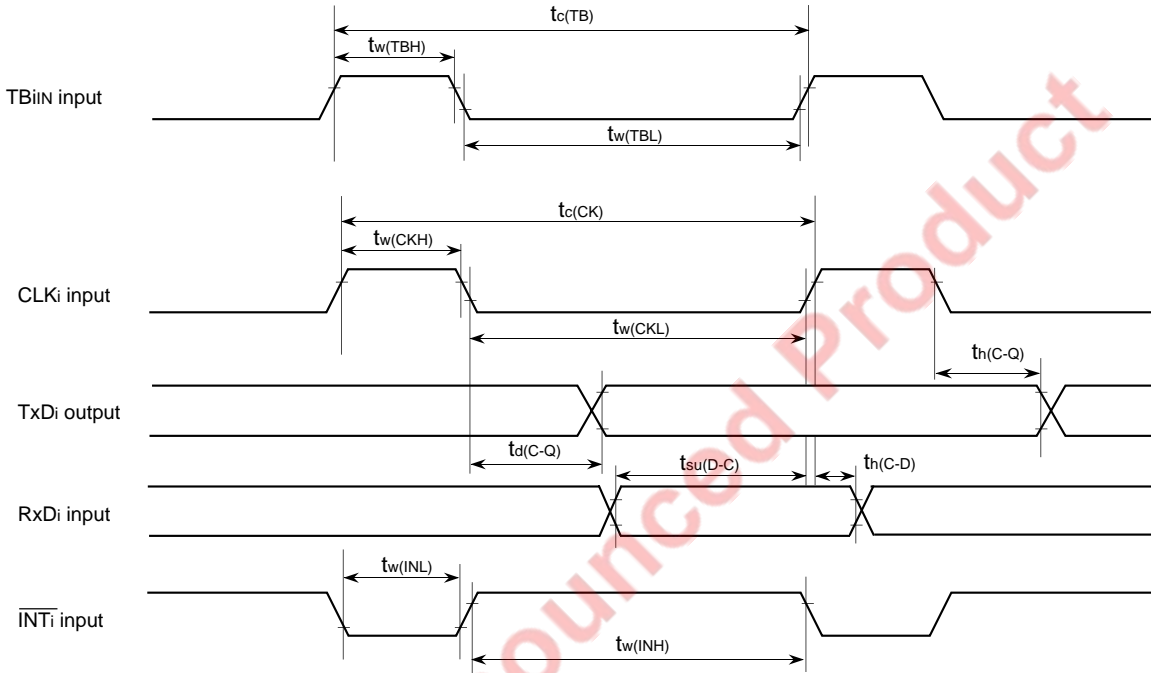 tc(TB)
tw(TBH)
TBiIN input
tw(TBL)
tc(CK)
tw(CKH)
CLKi input
tw(CKL)
th(C-Q)
TxDi output
td(C-Q)
tsu(D-C)
th(C-D)
RxDi input
tw(INL)
INTi input
tw(INH)
ounced Product